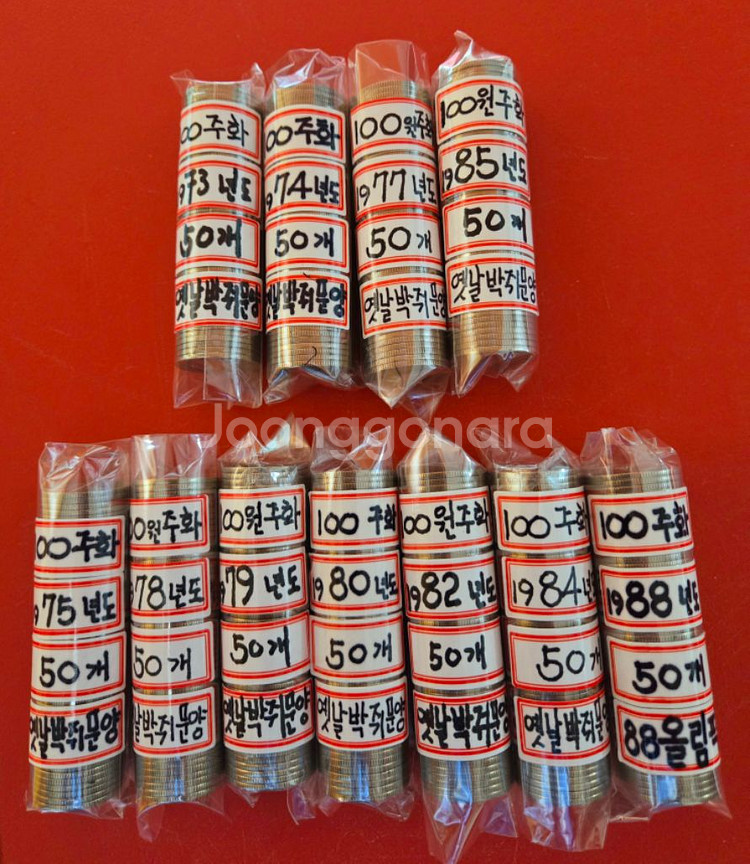 00주화
973년도
50개
옛날박쥐문양
00주화
1974년도
50개
옛날박쥐문양
100원주화
1977년도
50개
옛날박쥐문양
100원주화
1985년도
50개
옛날박쥐문양
Joonggonara
00주화
975년도
50개
옛날박쥐문양
00원주화
978년도
50개
날박쥐문양
00원주화
979년도
50개
옛날박쥐문양
100주화
1980년도
50개
옛날박쥐문양
00원주화
1982년도
50개
옛날박쥐문양
100주화
1984년
50개
옛날박쥐문양
100주화
1988년도
50개
88올림픽